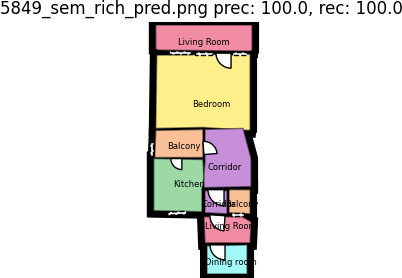 5849_sem_rich_pred.png prec: 100.0, rec: 100.0
Living Room
Bedroom
Balcony
Corridor
Kitchen
Corridor
Balcony
Living Room
Dining room